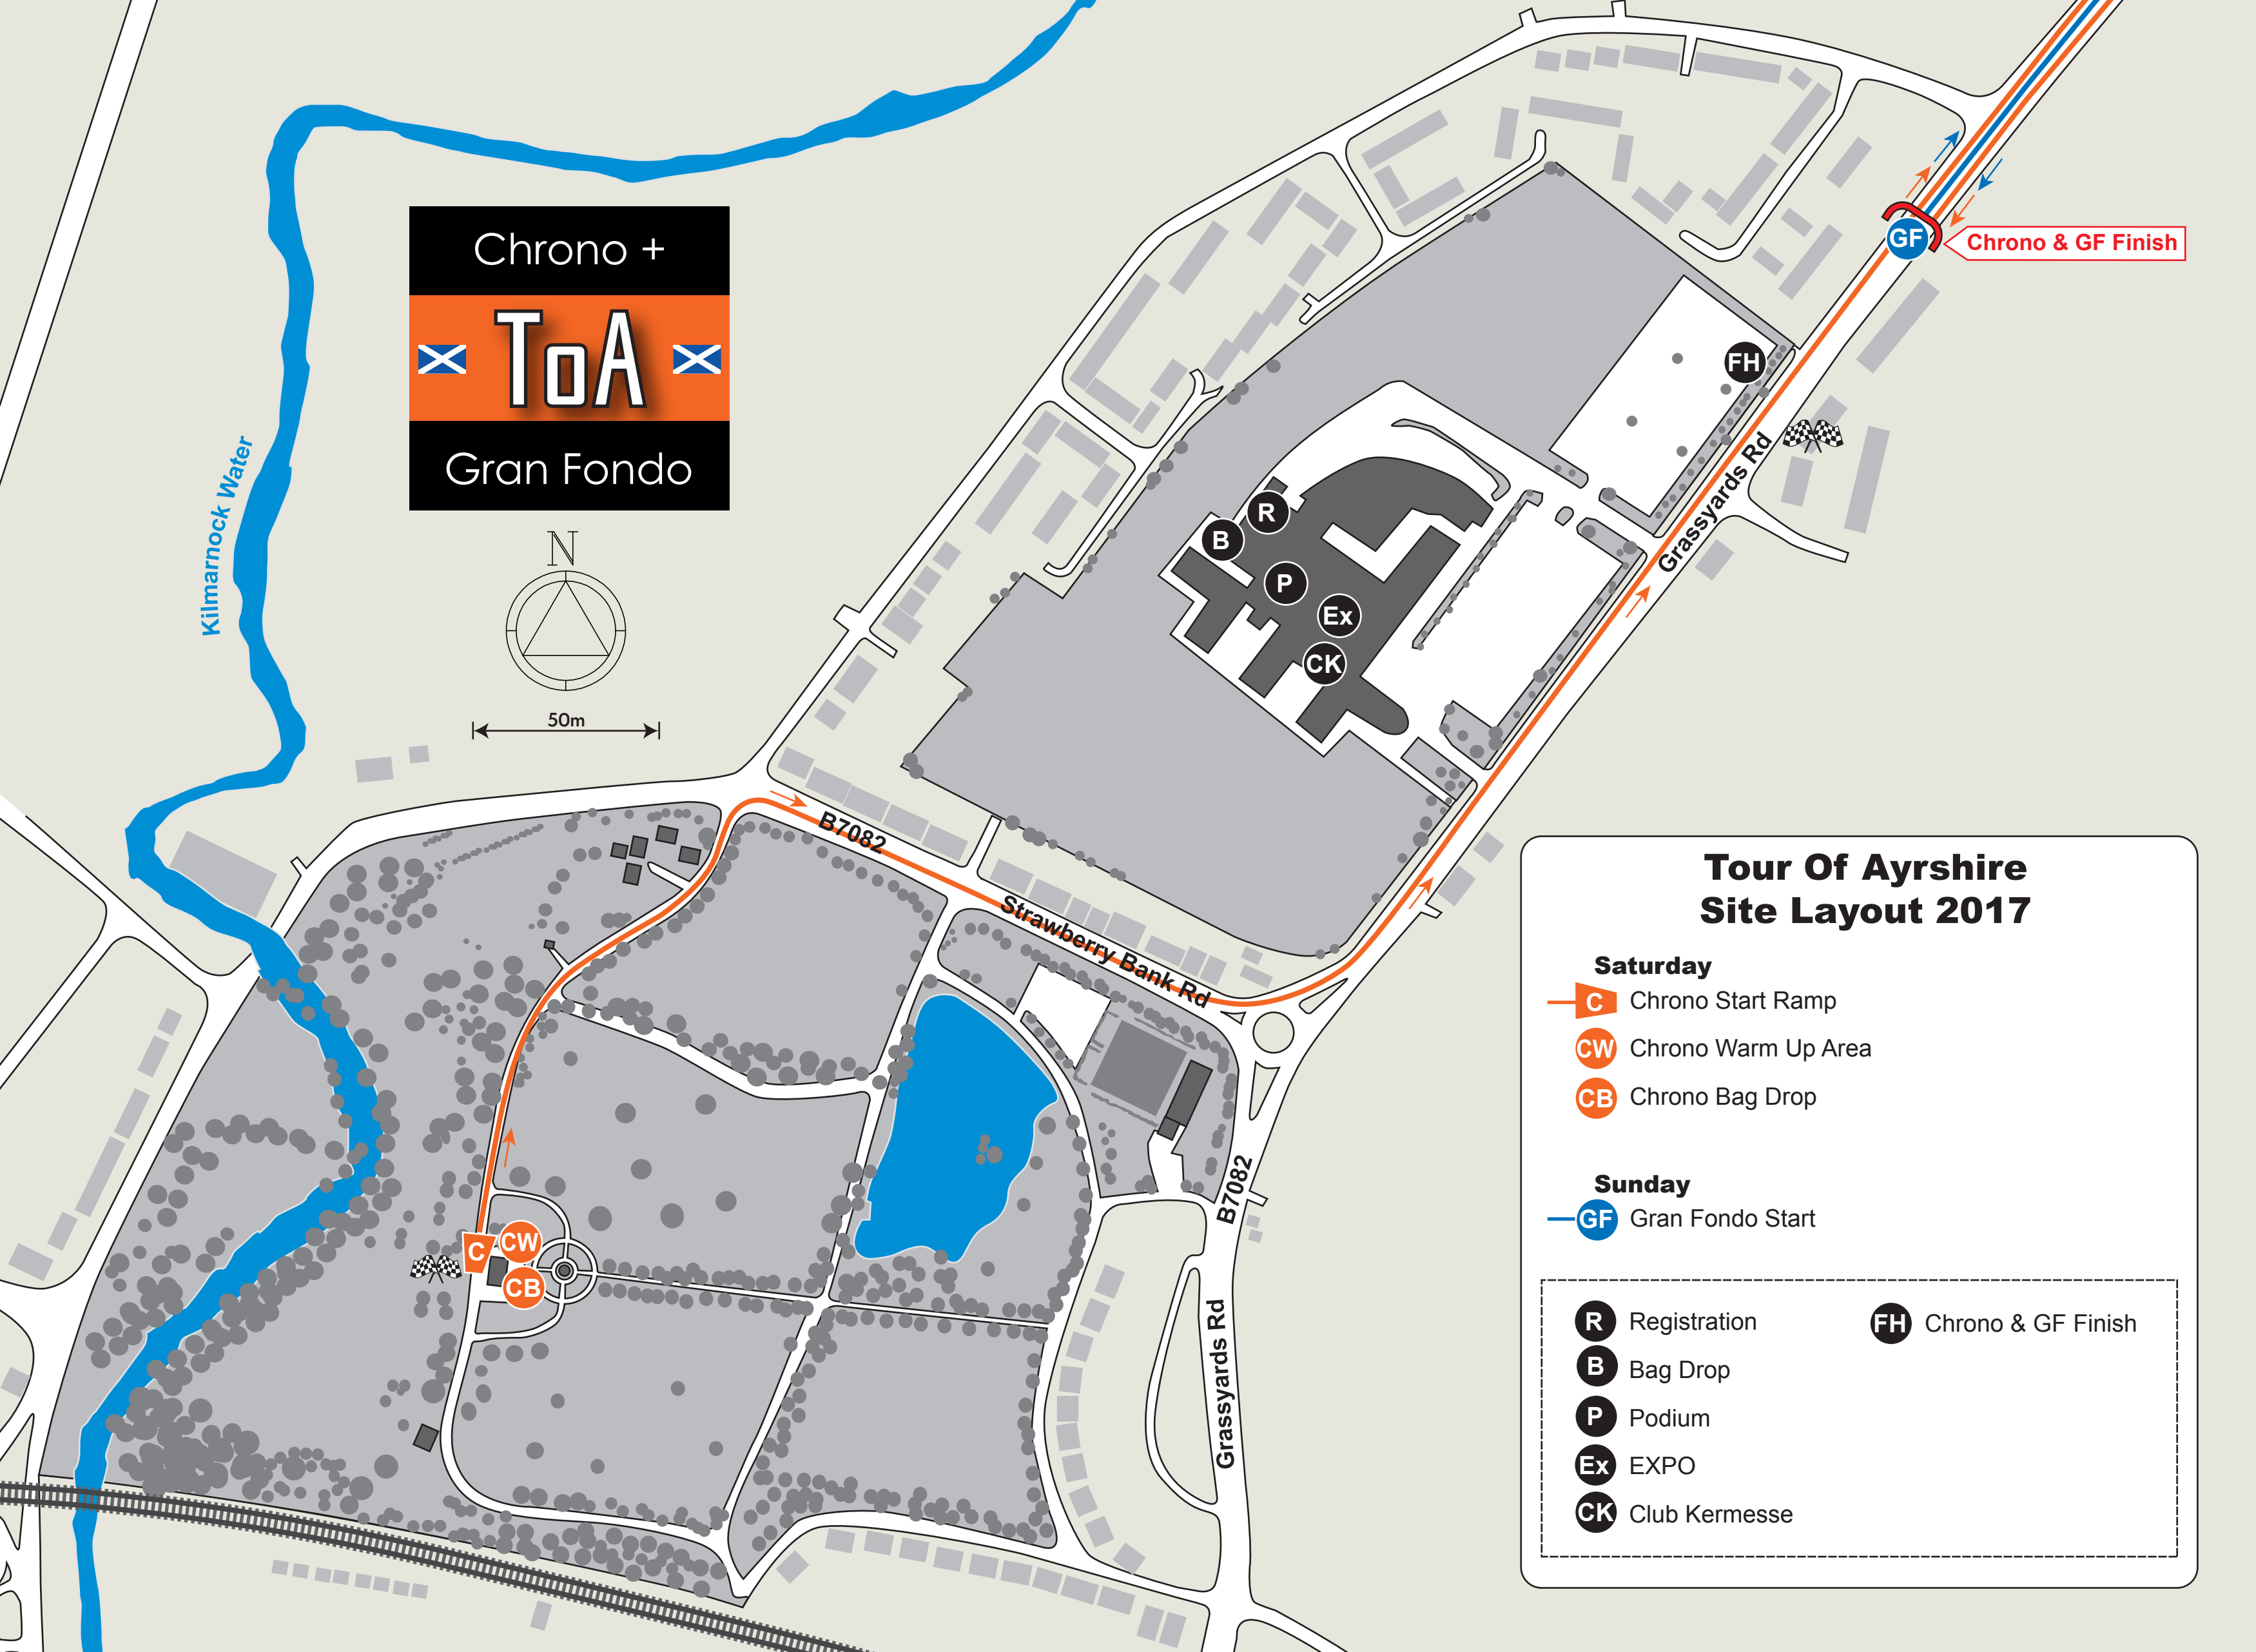 Chrono +
ToA
Gran Fondo
N
50m
Kilmarnock Water
GF
Chrono & GF Finish
FH
Grassyards Rd
R
B
P
Ex
CK
B7082
Strawberry Bank Rd
B7082
Grassyards Rd
C
CW
CB
Tour Of Ayrshire
Site Layout 2017
Saturday
C Chrono Start Ramp
CW Chrono Warm Up Area
CB Chrono Bag Drop
Sunday
GF Gran Fondo Start
R Registration
B Bag Drop
P Podium
Ex EXPO
CK Club Kermesse
FH Chrono & GF Finish